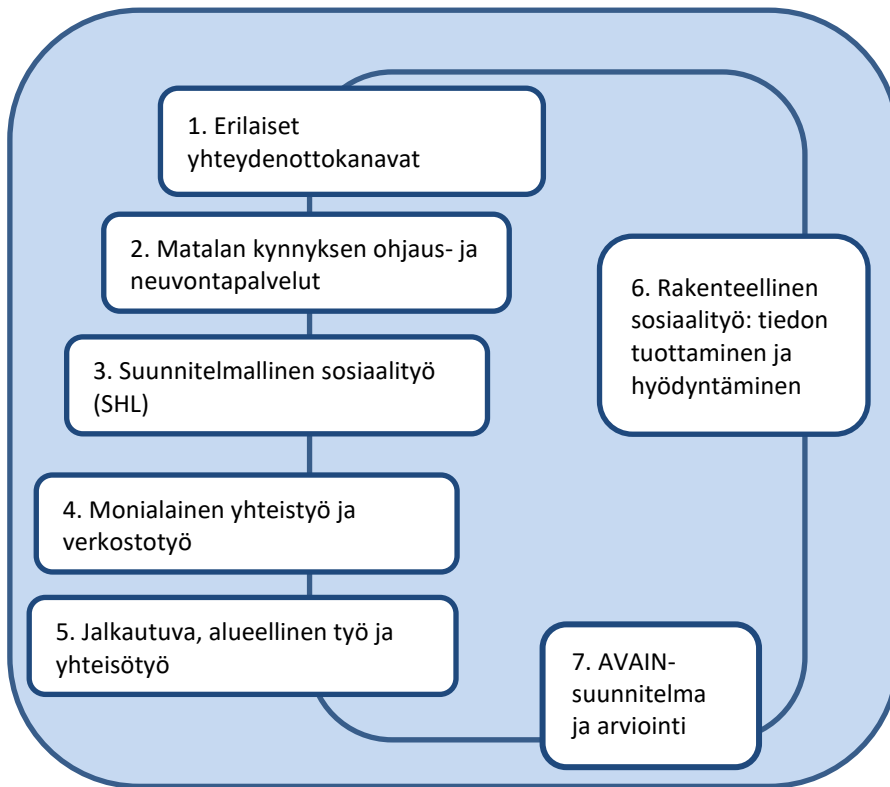 1. Erilaiset
yhteydenottokanavat
2. Matalan kynnyksen ohjaus- ja
neuvontapalvelut
3. Suunnitelmallinen sosiaalityö
(SHL)
4. Monialainen yhteistyö ja
verkostotyö
5. Jalkautuva, alueellinen työ ja
yhteisötyö
6. Rakenteellinen
sosiaalityö: tiedon
tuottaminen ja
hyödyntäminen
7. AVAIN-
suunnitelma
ja arviointi